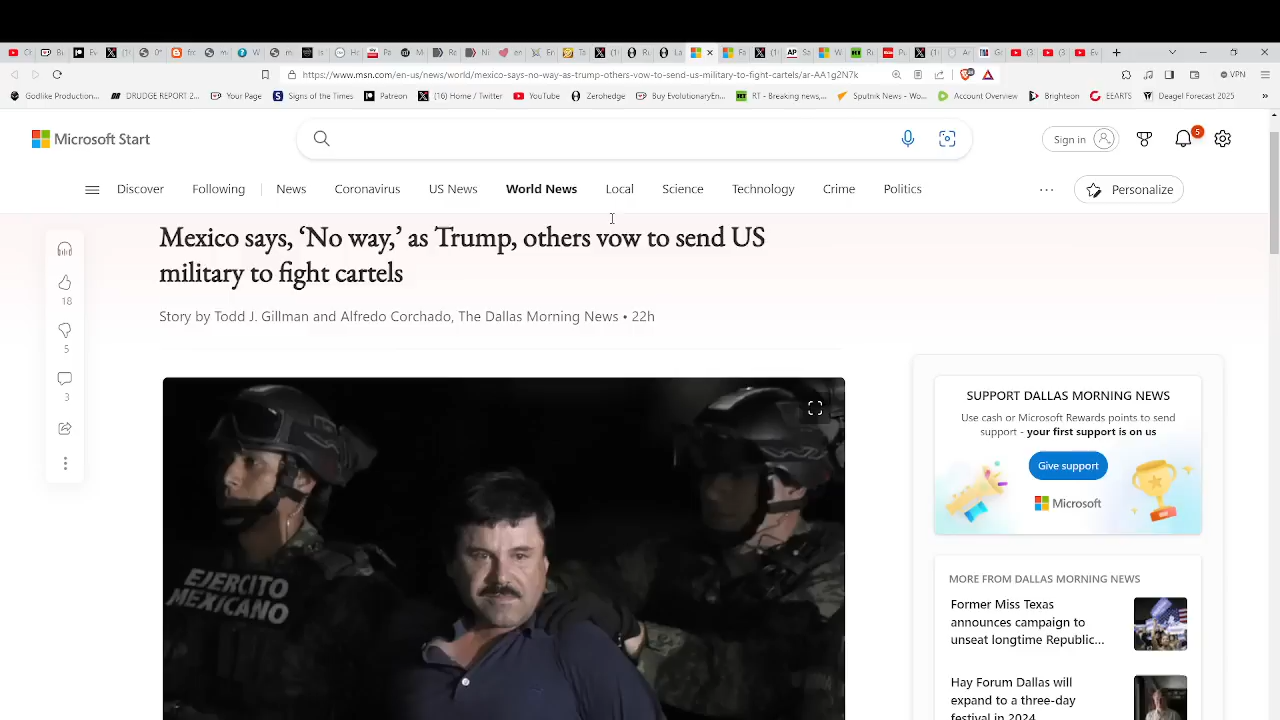 https://www.msn.com/en-us/news/world/mexico-says-no-way-as-trump-others-vow-to-send-us-military-to-fight-cartels/ar-AA1g2N7k
VPN
Godlike Productio...
DRUDGE REPORT 2...
Your Page
Signs of the Times
Patreon
(16) Home / Twitter
YouTube
Zerohedge
Buy EvolutionaryEn...
RT - Breaking news,...
Sputnik News - Wo...
Account Overview
Brighteon
EEARTS
Deagel Forecast 2025
»
Microsoft Start
Sign in
5
Discover
Following
News
Coronavirus
US News
World News
Local
Science
Technology
Crime
Politics
...
Personalize
Mexico says, ‘No way,’ as Trump, others vow to send US
military to fight cartels
Story by Todd J. Gillman and Alfredo Corchado, The Dallas Morning News • 22h
18
5
3
EJERCITO
MEXICANO
SUPPORT DALLAS MORNING NEWS
Use cash or Microsoft Rewards points to send
support - your first support is on us
Give support
Microsoft
MORE FROM DALLAS MORNING NEWS
Former Miss Texas
announces campaign to
unseat longtime Republic...
Hay Forum Dallas will
expand to a three-day
festival in 2024